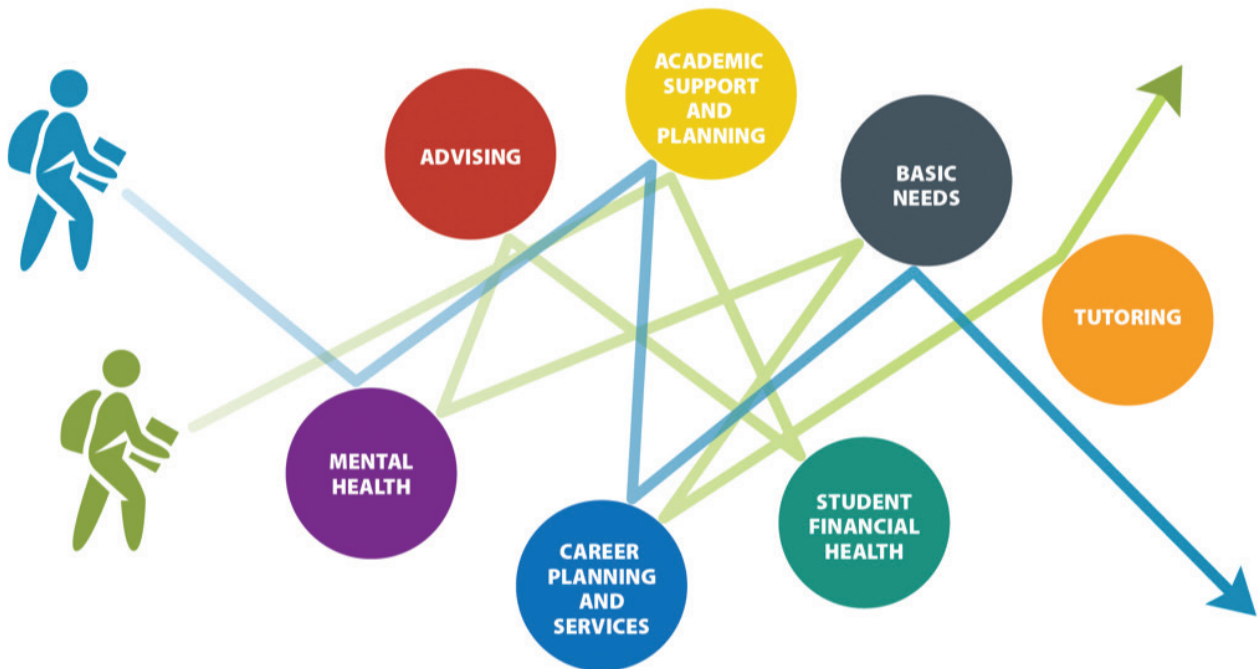 ADVISING
ACADEMIC
SUPPORT
AND
PLANNING
BASIC
NEEDS
TUTORING
MENTAL
HEALTH
CAREER
PLANNING
AND
SERVICES
STUDENT
FINANCIAL
HEALTH